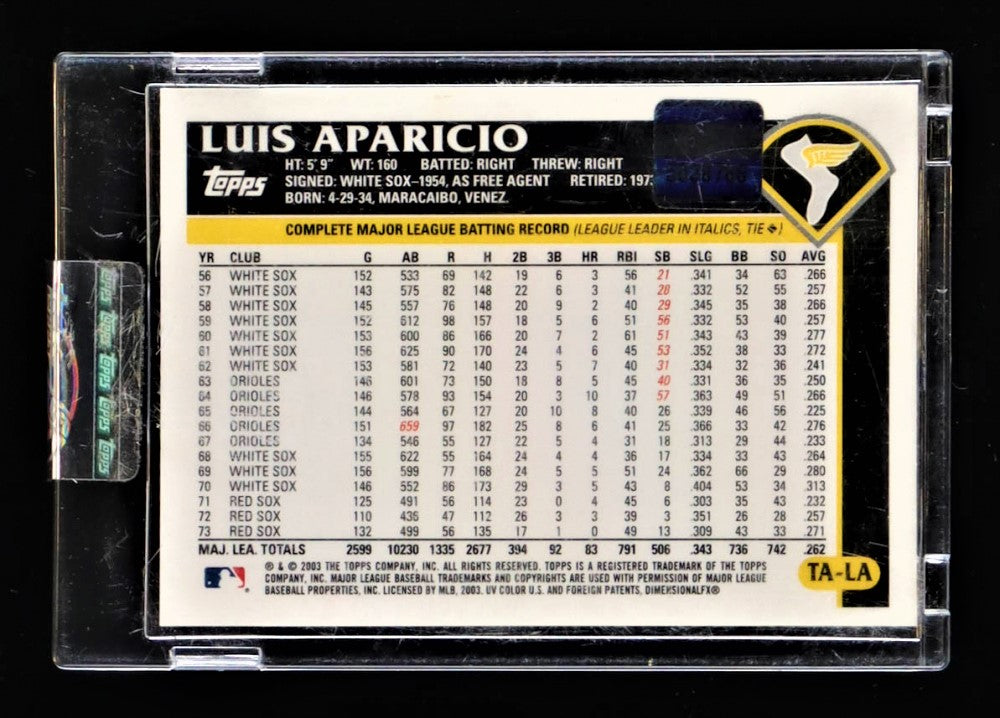 LUIS APARICIO
Topps
HT: 5' 9" WT: 160 BATTED: RIGHT THREW: RIGHT
SIGNED: WHITE SOX–1954, AS FREE AGENT RETIRED: 1973
BORN: 4-29-34, MARACAIBO, VENEZ.
COMPLETE MAJOR LEAGUE BATTING RECORD (LEAGUE LEADER IN ITALICS, TIE ◆)
YR CLUB G AB R H 2B 3B HR RBI SB SLG BB SO AVG
56 WHITE SOX 152 533 69 142 19 6 3 56 21 .341 34 63 .266
57 WHITE SOX 143 575 82 148 22 6 3 41 28 .332 52 55 .257
58 WHITE SOX 145 557 76 148 20 9 2 40 29 .345 35 38 .266
59 WHITE SOX 152 612 98 157 18 5 6 51 56 .332 53 40 .257
60 WHITE SOX 153 600 86 166 20 7 2 61 51 .343 43 39 .277
61 WHITE SOX 156 625 90 170 24 4 6 45 53 .352 38 33 .272
62 WHITE SOX 153 581 72 140 23 5 7 40 31 .334 32 36 .241
63 ORIOLES 146 601 73 150 18 8 5 45 40 .331 36 35 .250
64 ORIOLES 146 578 93 154 20 3 10 37 57 .363 49 51 .266
65 ORIOLES 144 564 67 127 20 10 8 40 26 .339 46 56 .225
66 ORIOLES 151 659 97 182 25 8 6 41 25 .366 33 42 .276
67 ORIOLES 134 546 55 127 22 5 4 31 18 .313 29 44 .233
68 WHITE SOX 155 622 55 164 24 4 4 36 17 .334 33 43 .264
69 WHITE SOX 156 599 77 168 24 5 5 51 24 .362 66 29 .280
70 WHITE SOX 146 552 86 173 29 3 5 43 8 .404 53 34 .313
71 RED SOX 125 491 56 114 23 0 4 45 6 .303 35 43 .232
72 RED SOX 110 436 47 112 26 3 3 39 3 .351 26 28 .257
73 RED SOX 132 499 56 135 17 1 0 49 13 .309 43 33 .271
MAJ. LEA. TOTALS 2599 10230 1335 2677 394 92 83 791 506 .343 736 742 .262
® & © 2003 THE TOPPS COMPANY, INC. ALL RIGHTS RESERVED. TOPPS IS A REGISTERED TRADEMARK OF THE TOPPS
COMPANY, INC. MAJOR LEAGUE BASEBALL TRADEMARKS AND COPYRIGHTS ARE USED WITH PERMISSION OF MAJOR LEAGUE
BASEBALL PROPERTIES, INC. LICENSED BY MLB, 2003. UV COLOR U.S. AND FOREIGN PATENTS, DIMENSIONALFX®
TA-LA
Topps
Topps
Topps
Topps
Topps